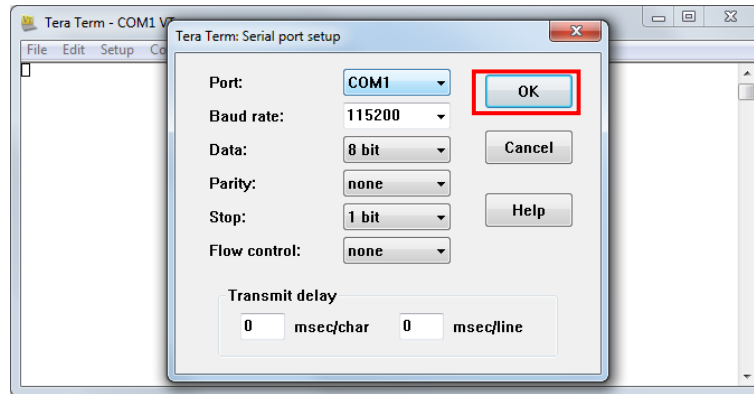 Tera Term - COM1 VT
File Edit Setup Co
Tera Term: Serial port setup
Port: COM1
OK
Baud rate: 115200
Data: 8 bit
Cancel
Parity: none
Stop: 1 bit
Help
Flow control: none
Transmit delay
0 msec/char 0 msec/line